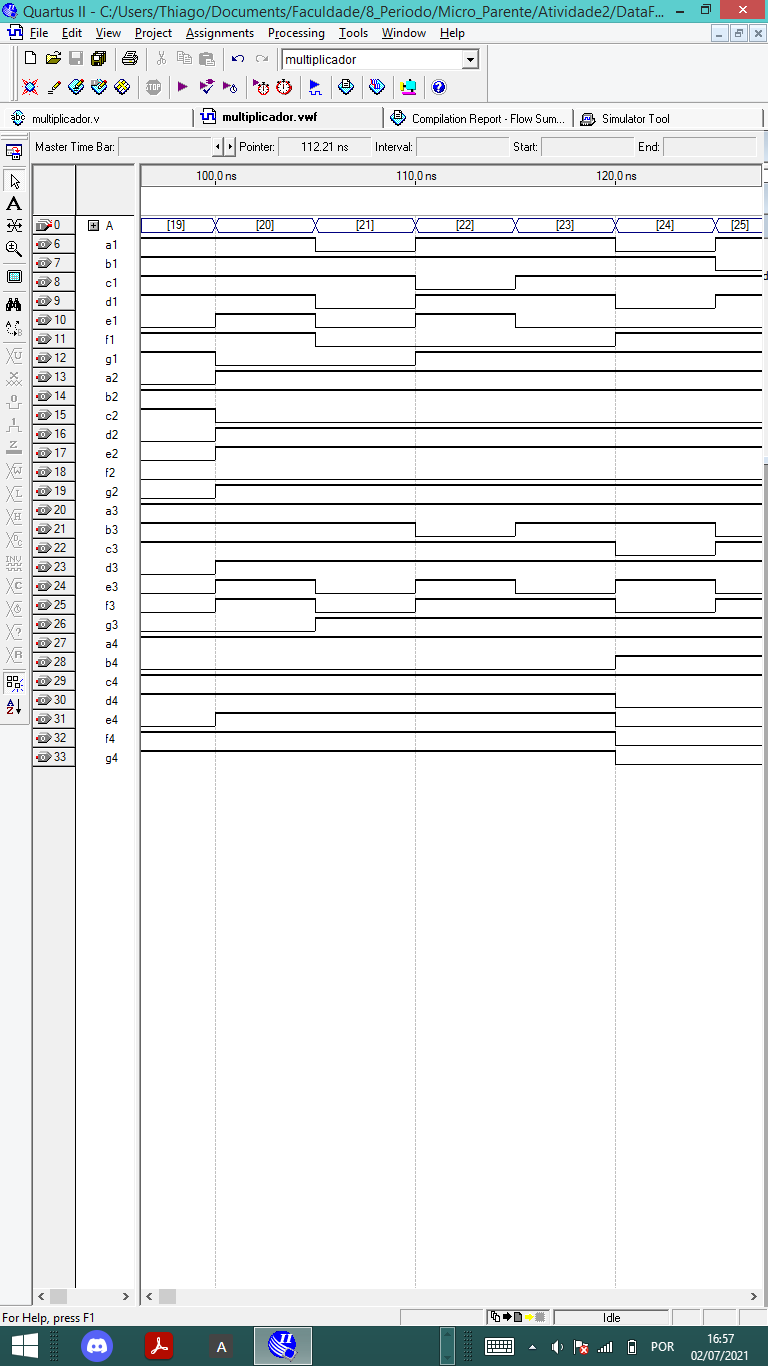 Quartus II - C:/Users/Thiago/Documents/Faculdade/8_Periodo/Micro_Parente/Atividade2/DataF...
File Edit View Project Assignments Processing Tools Window Help
multiplicador
STOP
abc multiplicador.v multiplicador.vwf Compilation Report - Flow Sum... Simulator Tool
Master Time Bar: Pointer: 112.21 ns Interval: Start: End:
100.0 ns 110.0 ns 120.0 ns
0 A [19] [20] [21] [22] [23] [24] [25]
6 a1
7 b1
8 c1
9 d1
10 e1
11 f1
12 g1
13 a2
14 b2
15 c2
16 d2
17 e2
18 f2
19 g2
20 a3
21 b3
22 c3
23 d3
24 e3
25 f3
26 g3
27 a4
28 b4
29 c4
30 d4
31 e4
32 f4
33 g4
For Help, press F1 Idle
POR 16:57
02/07/2021